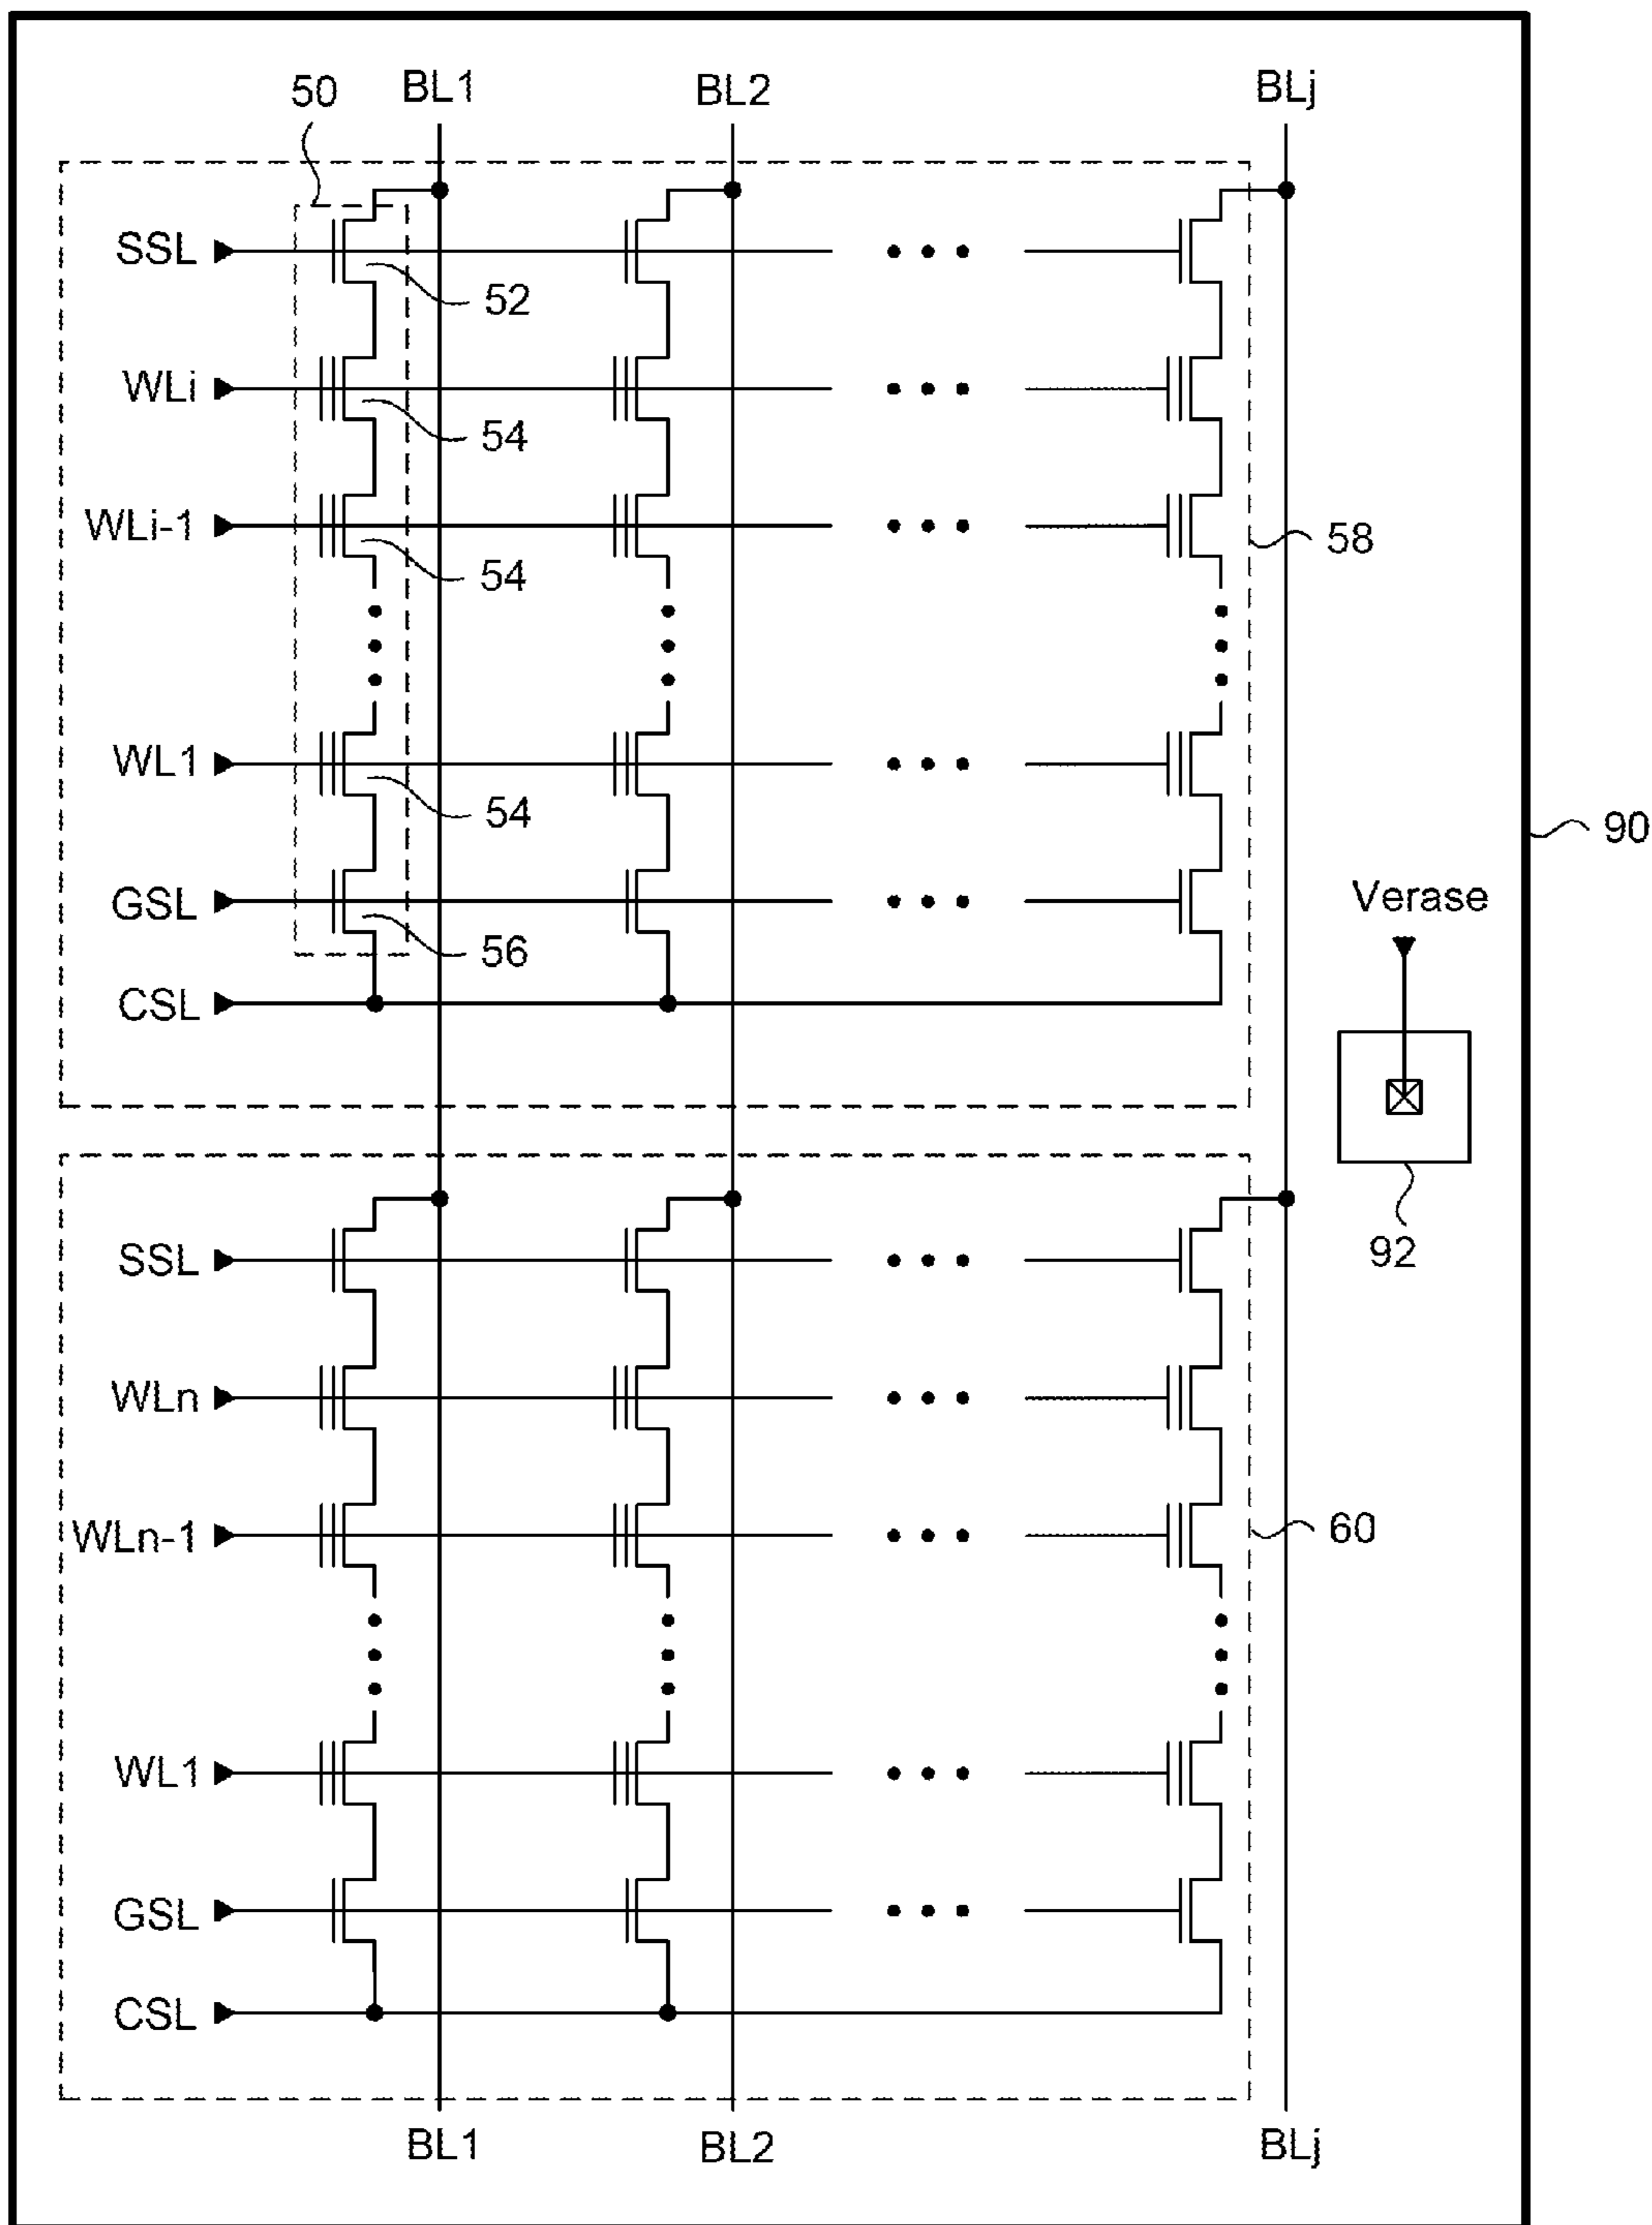 50 BL1 BL2 BLj
SSL
52
WLi
54
WLi-1
54
58
WL1
54
90
GSL
56
Verase
CSL
92
SSL
WLn
WLn-1
60
WL1
GSL
CSL
BL1 BL2 BLj